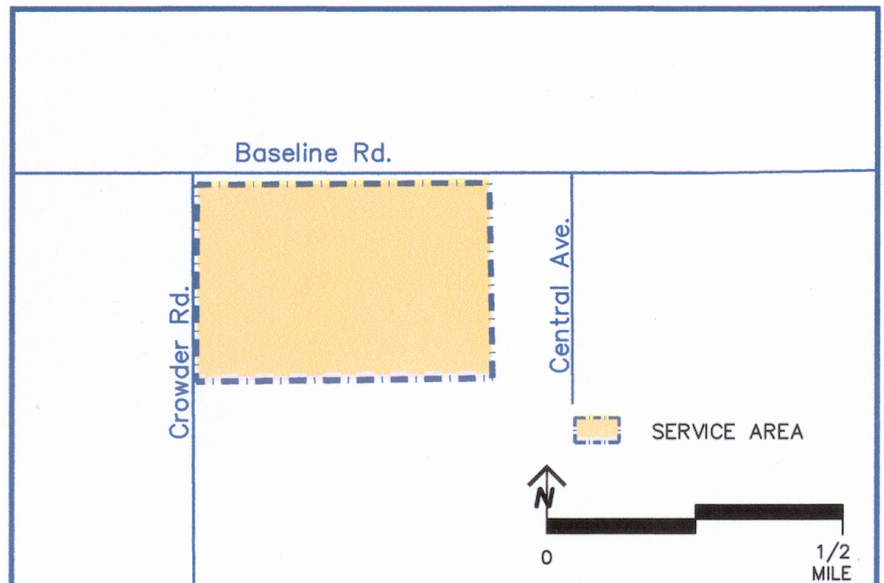 Baseline Rd.
Crowder Rd.
Central Ave.
SERVICE AREA
N
0
1/2
MILE